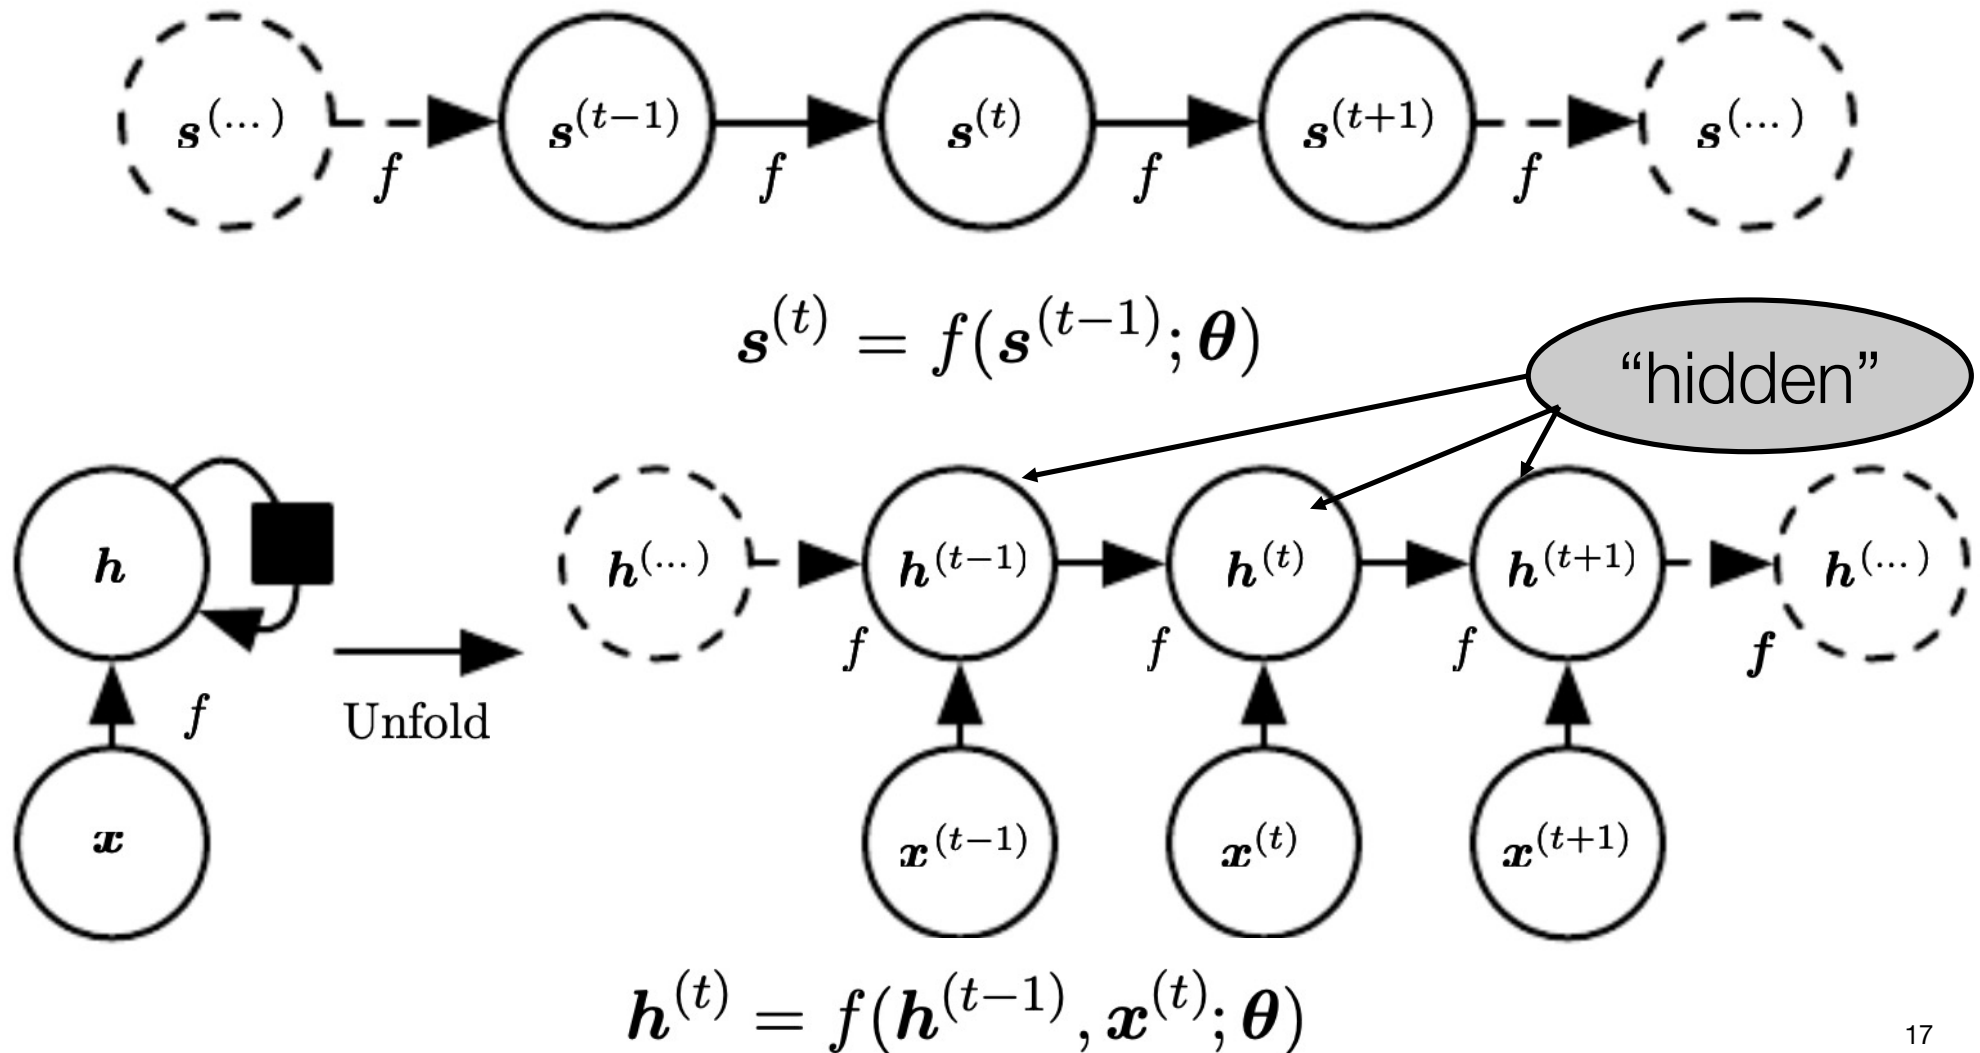 s^(...) s^(t−1) s^(t) s^(t+1) s^(...)
f f f f
s^(t) = f(s^(t−1); θ)
“hidden”
h h^(...) h^(t−1) h^(t) h^(t+1) h^(...)
f f f f
f
Unfold
x x^(t−1) x^(t) x^(t+1)
h^(t) = f(h^(t−1), x^(t); θ)
17